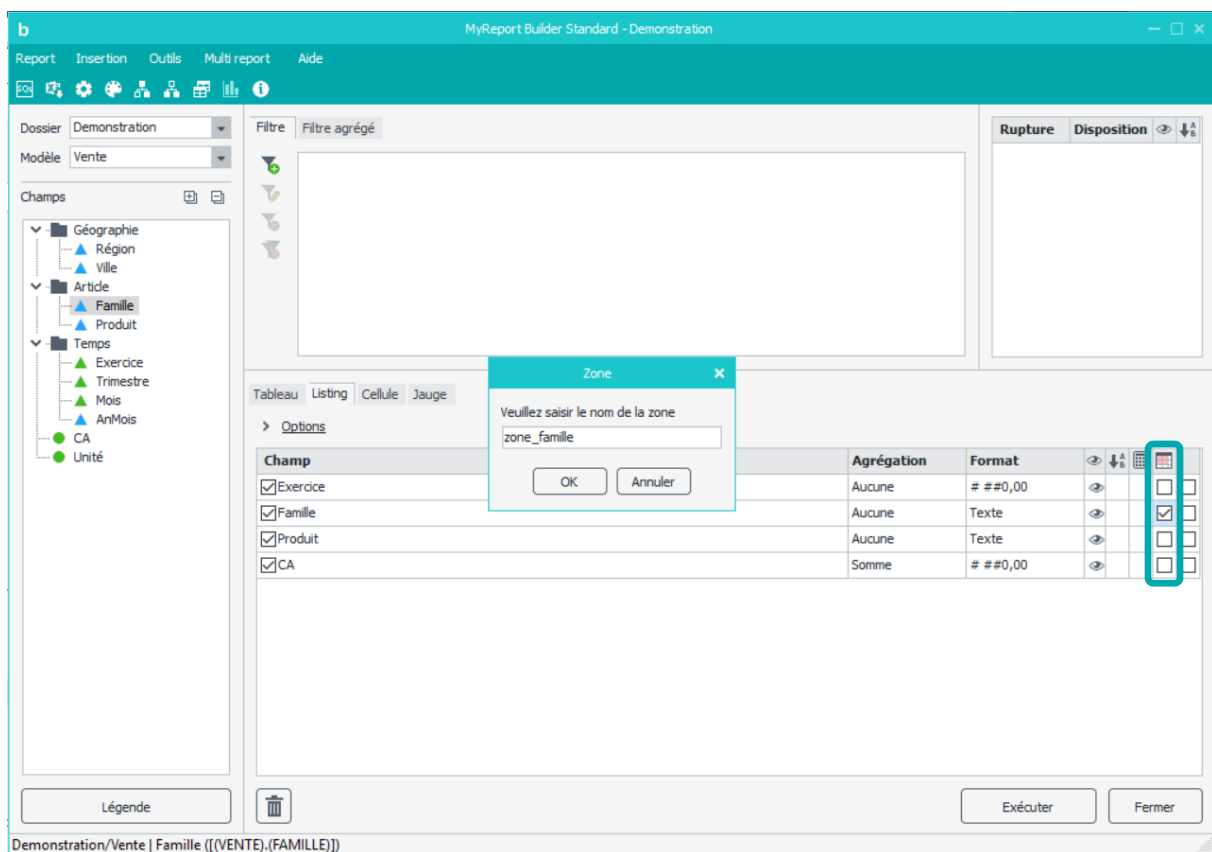 b MyReport Builder Standard - Demonstration
Report Insertion Outils Multi report Aide
SQL
Dossier Demonstration
Modèle Vente
Champs
Géographie
Région
Ville
Article
Famille
Produit
Temps
Exercice
Trimestre
Mois
AnMois
CA
Unité
Légende
Filtre Filtre agrégé
Rupture Disposition
Tableau Listing Cellule Jauge
Options
Zone
Veuillez saisir le nom de la zone
zone_famille
OK Annuler
Champ Agrégation Format
Exercice Aucune # ##0,00
Famille Aucune Texte
Produit Aucune Texte
CA Somme # ##0,00
Exécuter Fermer
Demonstration/Vente | Famille ([(VENTE).(FAMILLE)])